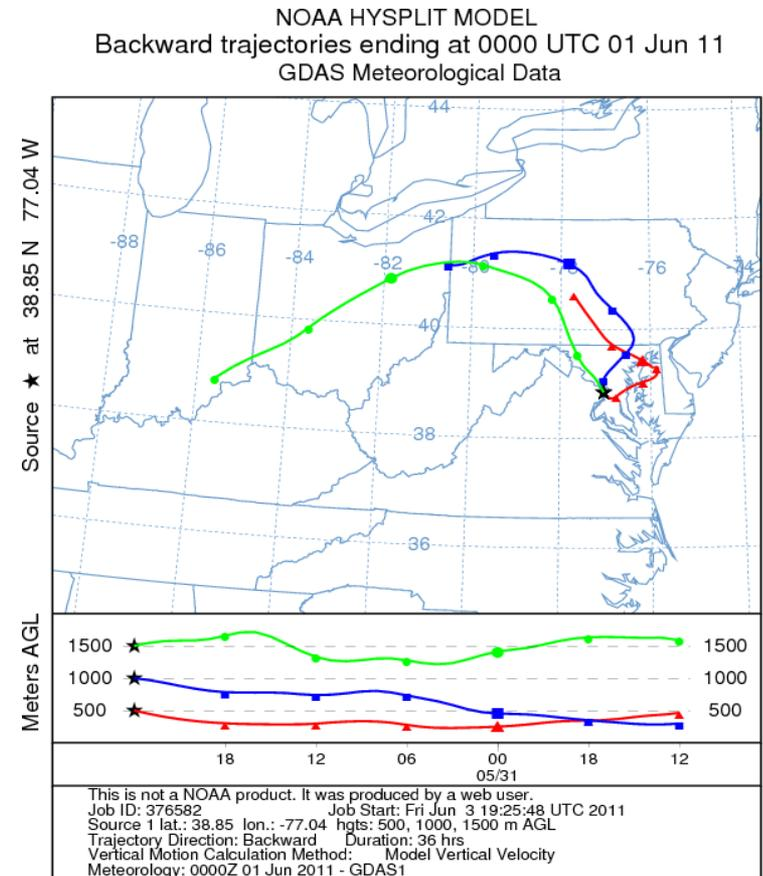 NOAA HYSPLIT MODEL
Backward trajectories ending at 0000 UTC 01 Jun 11
GDAS Meteorological Data
Source ★ at 38.85 N 77.04 W
44
42
-88
-86
-84
-82
-80
-78
-76
-74
40
38
36
Meters AGL
1500
1500
1000
1000
500
500
18
12
06
00
18
12
05/31
This is not a NOAA product. It was produced by a web user.
Job ID: 376582 Job Start: Fri Jun 3 19:25:48 UTC 2011
Source 1 lat.: 38.85 lon.: -77.04 hgts: 500, 1000, 1500 m AGL
Trajectory Direction: Backward Duration: 36 hrs
Vertical Motion Calculation Method: Model Vertical Velocity
Meteorology: 0000Z 01 Jun 2011 - GDAS1